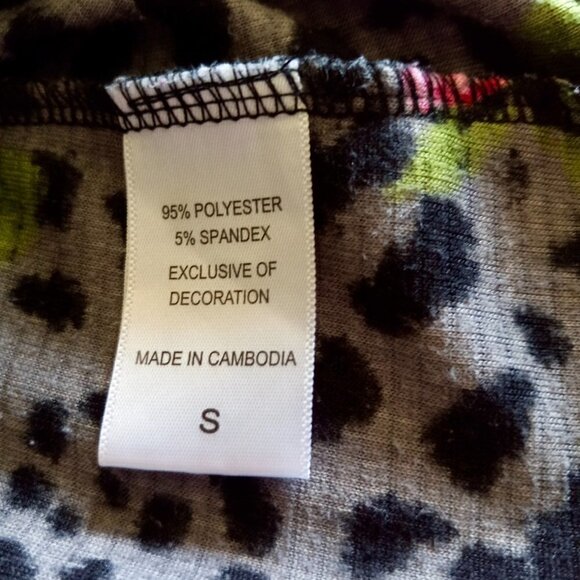 95% POLYESTER
5% SPANDEX
EXCLUSIVE OF
DECORATION
MADE IN CAMBODIA
S